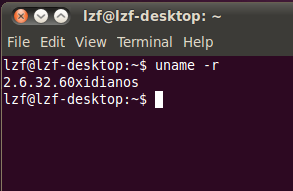 lzf@lzf-desktop: ~
File Edit View Terminal Help
lzf@lzf-desktop:~$ uname -r
2.6.32.60xidianos
lzf@lzf-desktop:~$